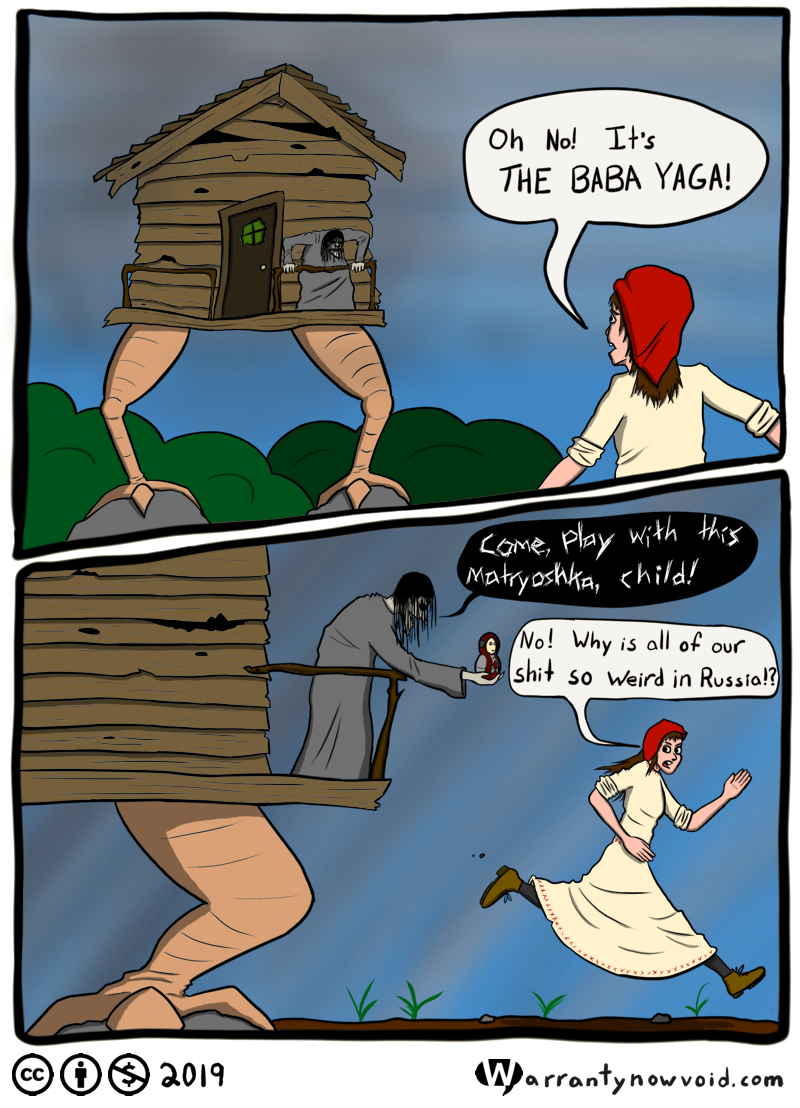 Oh No! It's
THE BABA YAGA!
Come, Play with this
Matryoshka, child!
No! Why is all of our
shit so weird in Russia!?
cc $ 2019
Warrantynowvoid.com